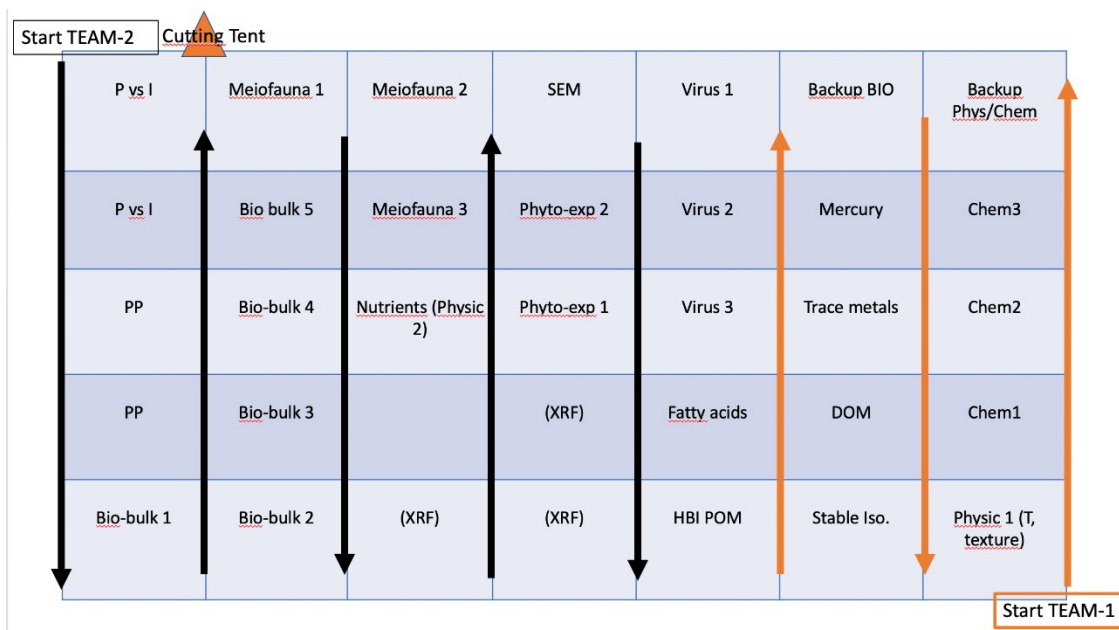 Start TEAM-2 Cutting Tent
P vs I Meiofauna 1 Meiofauna 2 SEM Virus 1 Backup BIO Backup
Phys/Chem
P vs I Bio bulk 5 Meiofauna 3 Phyto-exp 2 Virus 2 Mercury Chem3
PP Bio-bulk 4 Nutrients (Physic Phyto-exp 1 Virus 3 Trace metals Chem2
2)
PP Bio-bulk 3 (XRF) Fatty acids DOM Chem1
Bio-bulk 1 Bio-bulk 2 (XRF) (XRF) HBI POM Stable Iso. Physic 1 (T,
texture)
Start TEAM-1